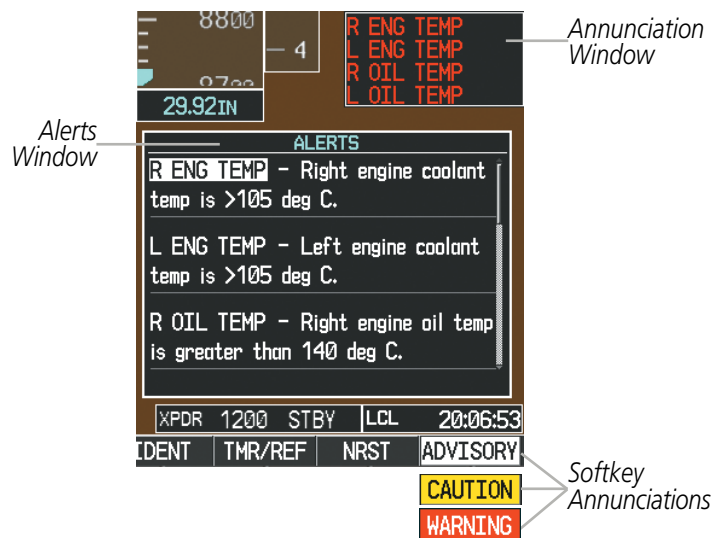 8800
4
8700
29.92IN
R ENG TEMP
L ENG TEMP
R OIL TEMP
L OIL TEMP
Annunciation
Window
Alerts
Window
ALERTS
R ENG TEMP – Right engine coolant
temp is >105 deg C.
L ENG TEMP – Left engine coolant
temp is >105 deg C.
R OIL TEMP – Right engine oil temp
is greater than 140 deg C.
XPDR 1200 STBY LCL 20:06:53
IDENT TMR/REF NRST ADVISORY
CAUTION
WARNING
Softkey
Annunciations